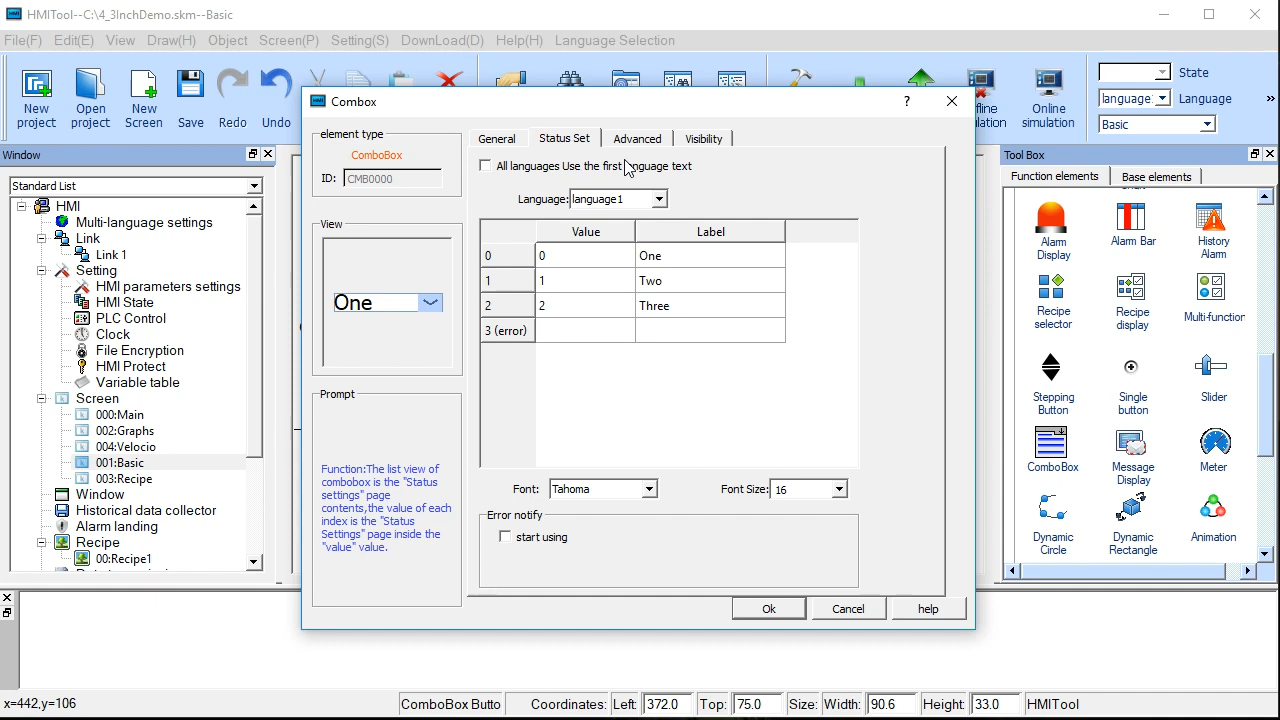 HMITool--C:\4_3InchDemo.skm--Basic
File(F) Edit(E) View Draw(H) Object Screen(P) Setting(S) DownLoad(D) Help(H) Language Selection
New project
Open project
New Screen
Save
Redo
Undo
Online simulation
State
language: Language
Basic
»
Window
Standard List
HMI
Multi-language settings
Link
Link 1
Setting
HMI parameters settings
HMI State
PLC Control
Clock
File Encryption
HMI Protect
Variable table
Screen
000:Main
002:Graphs
004:Velocio
001:Basic
003:Recipe
Window
Historical data collector
Alarm landing
Recipe
00:Recipe1
Combox
?
element type
ComboBox
ID: CMB0000
View
One
Prompt
Function:The list view of
combobox is the "Status
settings" page
contents,the value of each
index is the "Status
Settings" page inside the
"value" value.
General Status Set Advanced Visibility
All languages Use the first language text
Language: language1
Value Label
0 0 One
1 1 Two
2 2 Three
3 (error)
Font: Tahoma Font Size: 16
Error notify
start using
Ok Cancel help
Tool Box
Function elements Base elements
Alarm Display
Alarm Bar
History Alarm
Recipe selector
Recipe display
Multi-function
Stepping Button
Single button
Slider
ComboBox
Message Display
Meter
Dynamic Circle
Dynamic Rectangle
Animation
x=442,y=106 ComboBox Butto Coordinates: Left: 372.0 Top: 75.0 Size: Width: 90.6 Height: 33.0 HMITool